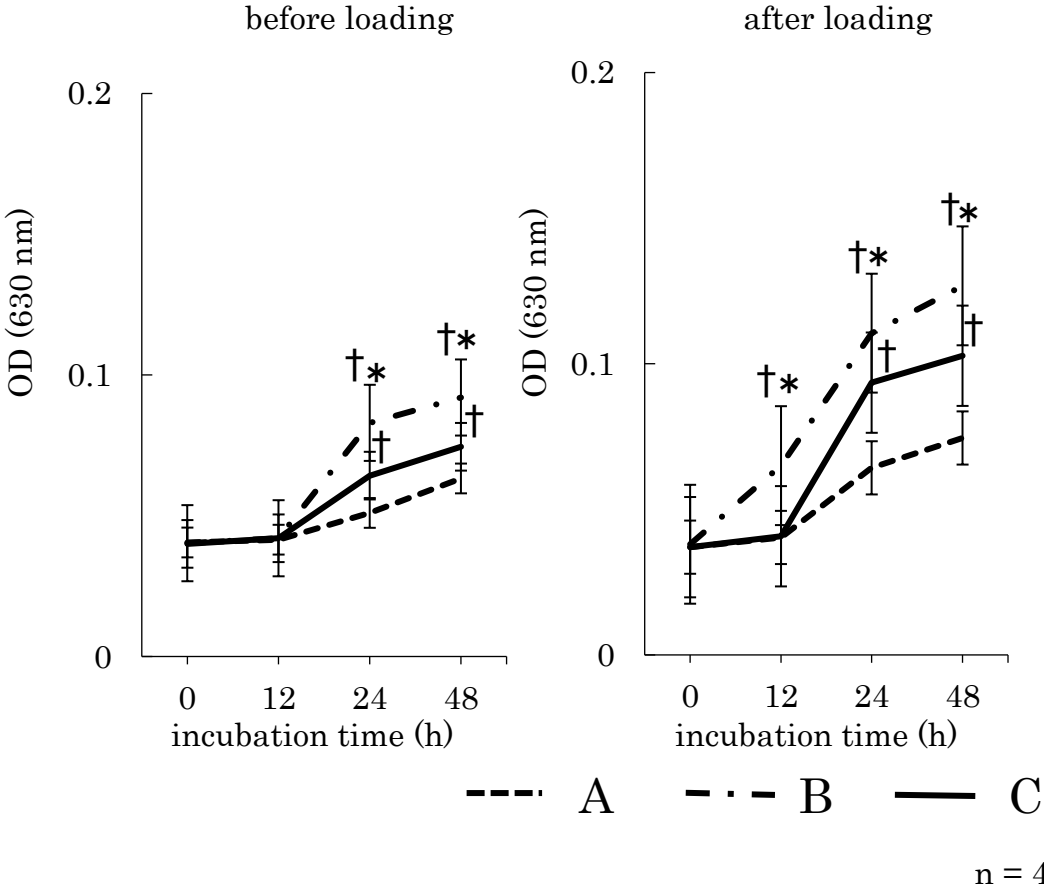 before loading
after loading
0.2
0.1
0
OD (630 nm)
†*
†*
†
†
0 12 24 48
incubation time (h)
0.2
0.1
0
OD (630 nm)
†*
†*
†*
†
†
0 12 24 48
incubation time (h)
A B C
n = 4